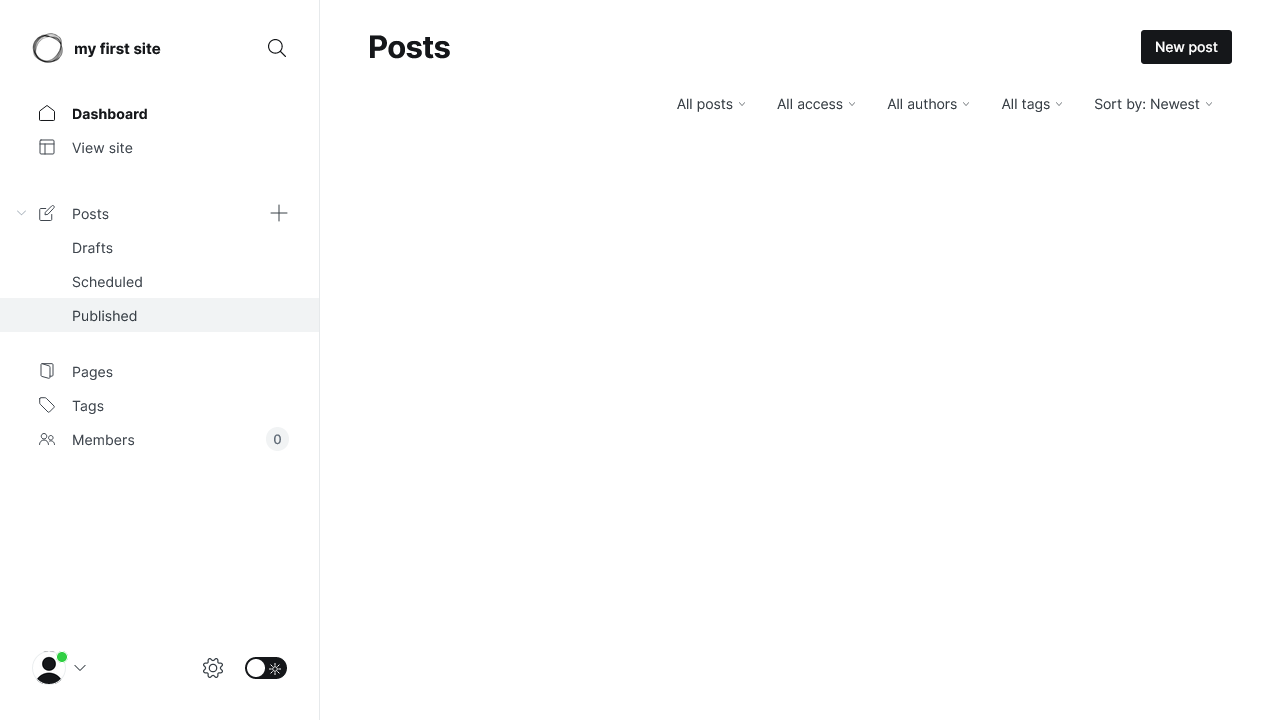 my first site
Dashboard
View site
Posts
Drafts
Scheduled
Published
Pages
Tags
Members 0
Posts
New post
All posts All access All authors All tags Sort by: Newest